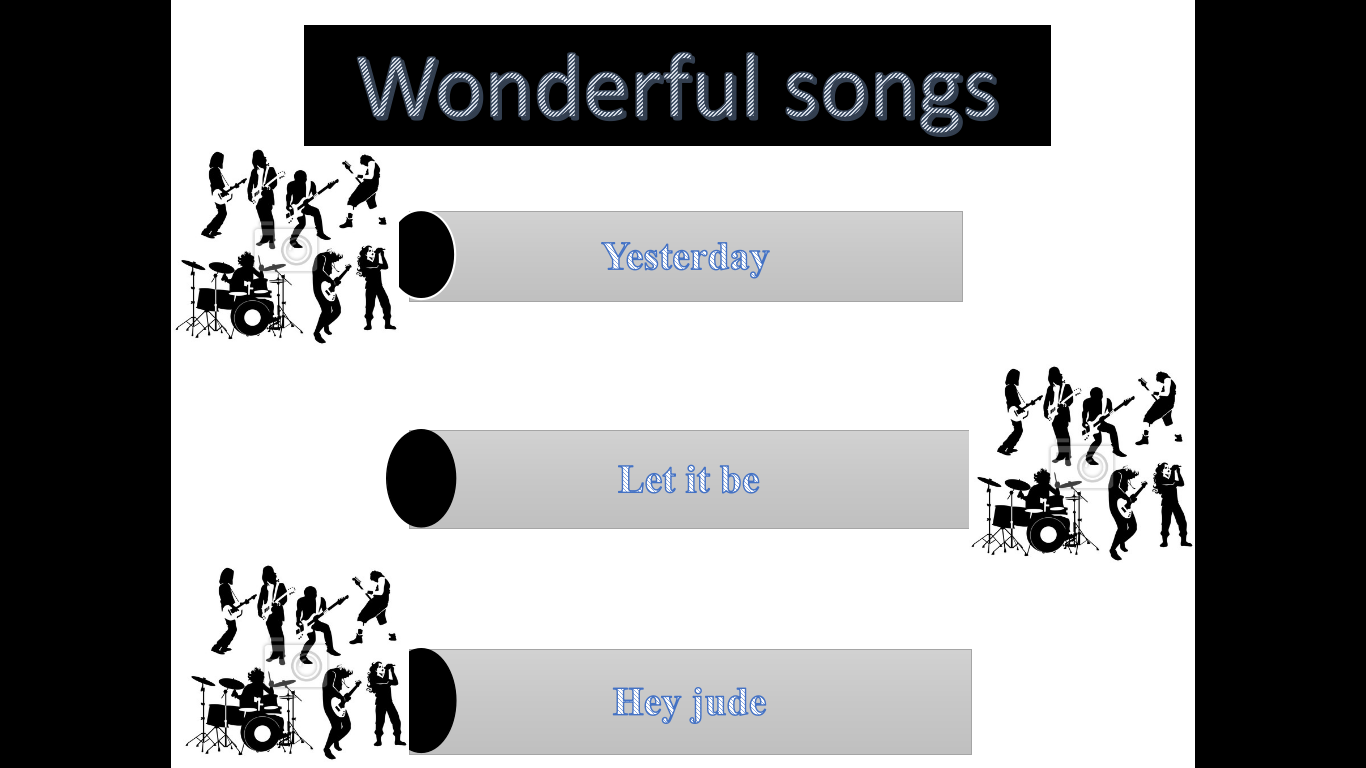 Wonderful songs
Yesterday
Let it be
Hey jude